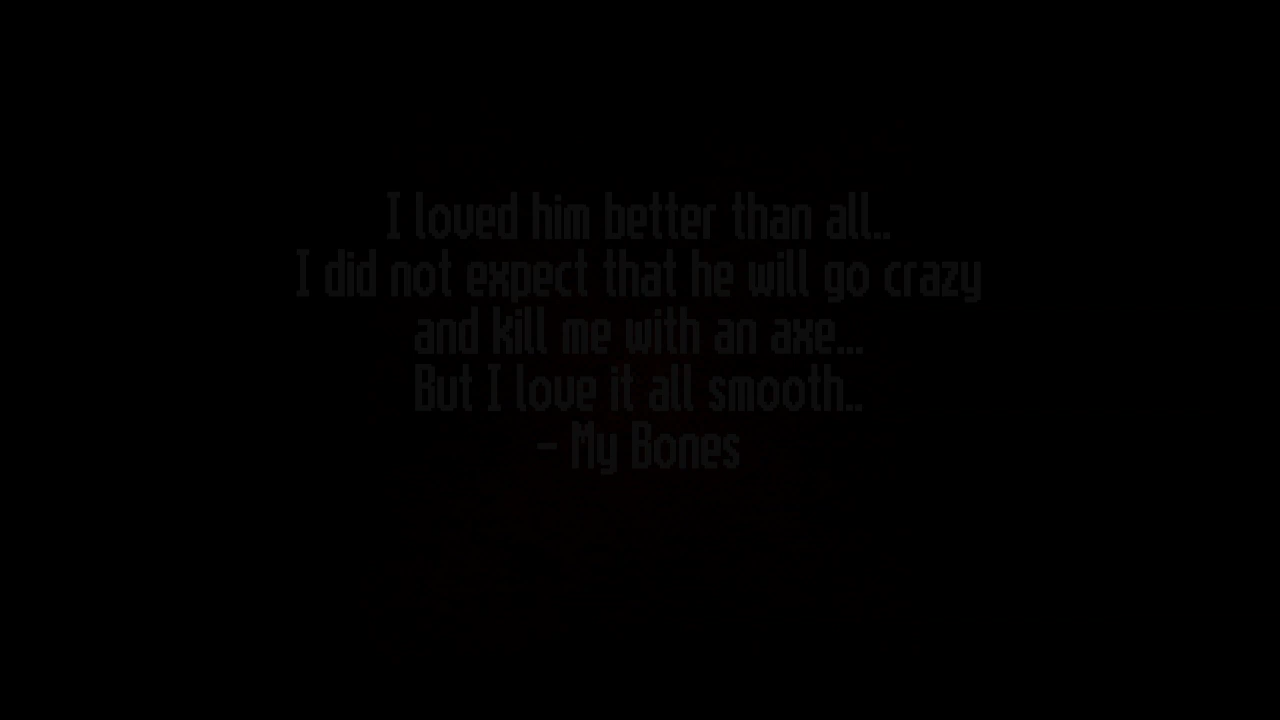 I loved him better than all..
I did not expect that he will go crazy
and kill me with an axe...
But I love it all smooth..
- My Bones